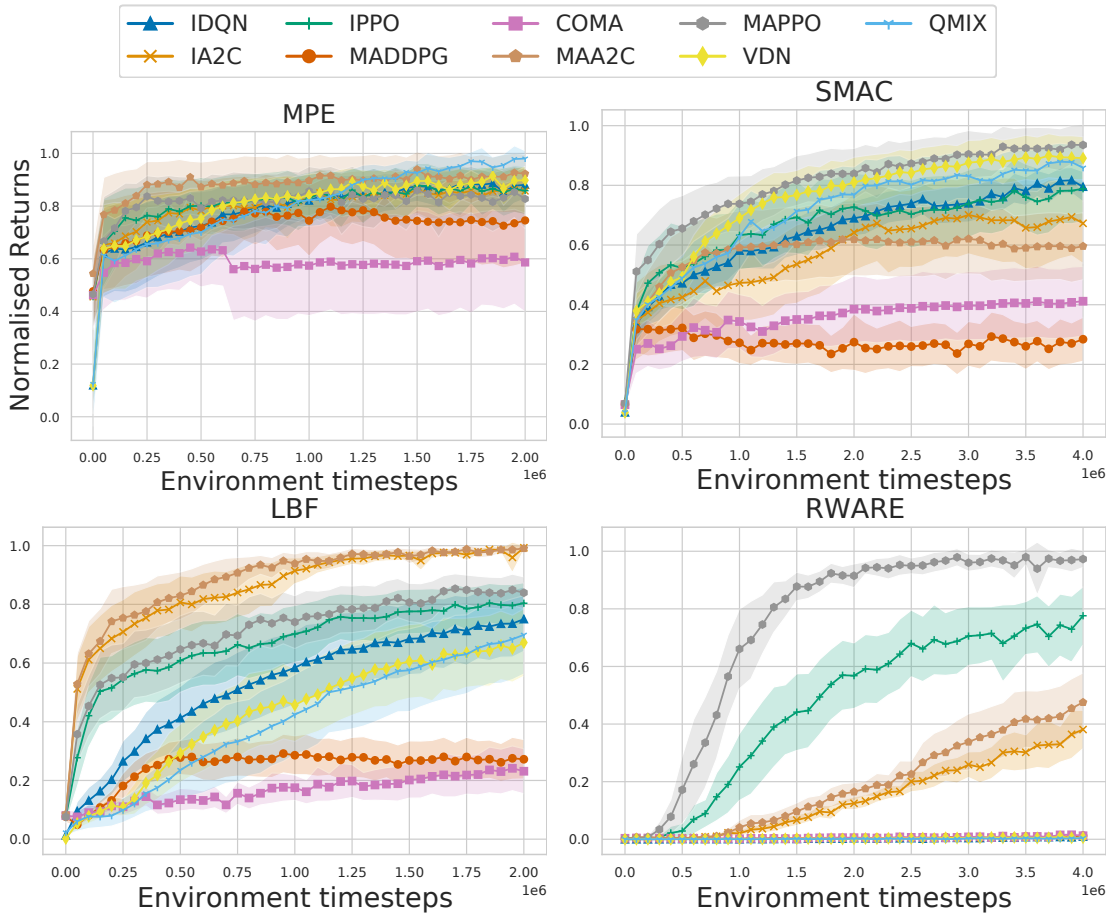 IDQN IPPO COMA MAPPO QMIX
IA2C MADDPG MAA2C VDN
MPE
Normalised Returns
1.0
0.8
0.6
0.4
0.2
0.0
0.00 0.25 0.50 0.75 1.00 1.25 1.50 1.75 2.00
1e6
Environment timesteps
SMAC
1.0
0.8
0.6
0.4
0.2
0.0
0.0 0.5 1.0 1.5 2.0 2.5 3.0 3.5 4.0
1e6
Environment timesteps
LBF
1.0
0.8
0.6
0.4
0.2
0.0
0.00 0.25 0.50 0.75 1.00 1.25 1.50 1.75 2.00
1e6
Environment timesteps
RWARE
1.0
0.8
0.6
0.4
0.2
0.0
0.0 0.5 1.0 1.5 2.0 2.5 3.0 3.5 4.0
1e6
Environment timesteps